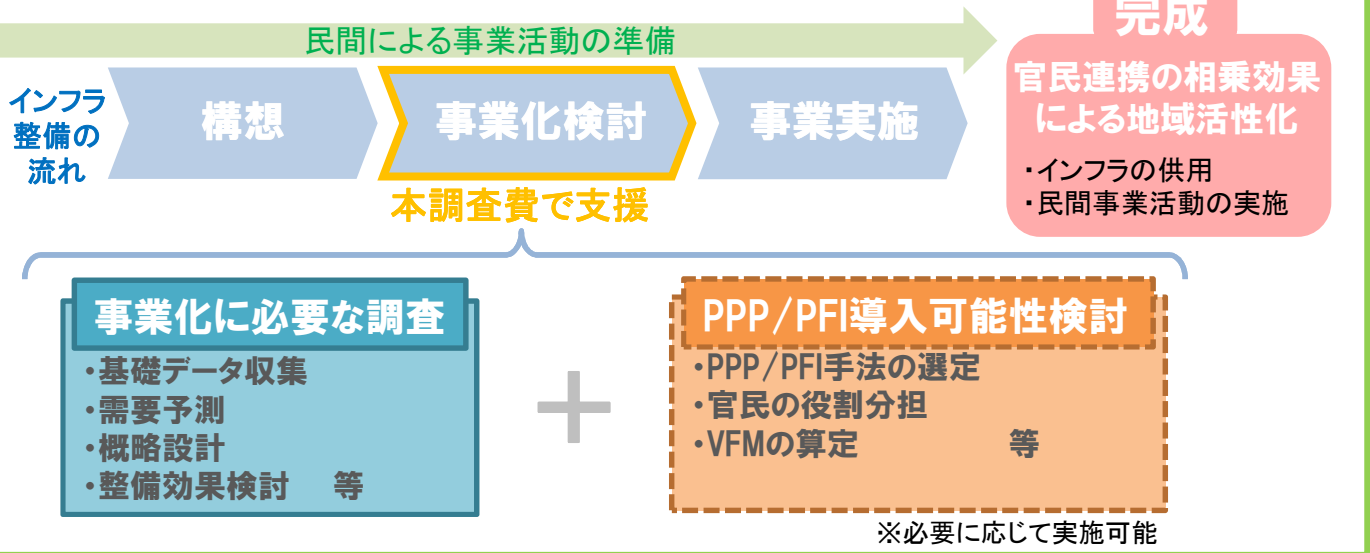 完成
民間による事業活動の準備
インフラ
整備の
流れ
構想
事業化検討
事業実施
官民連携の相乗効果
による地域活性化
・インフラの供用
・民間事業活動の実施
本調査費で支援
事業化に必要な調査
・基礎データ収集
・需要予測
・概略設計
・整備効果検討 等
+
PPP/PFI導入可能性検討
・PPP/PFI手法の選定
・官民の役割分担
・VFMの算定 等
※必要に応じて実施可能